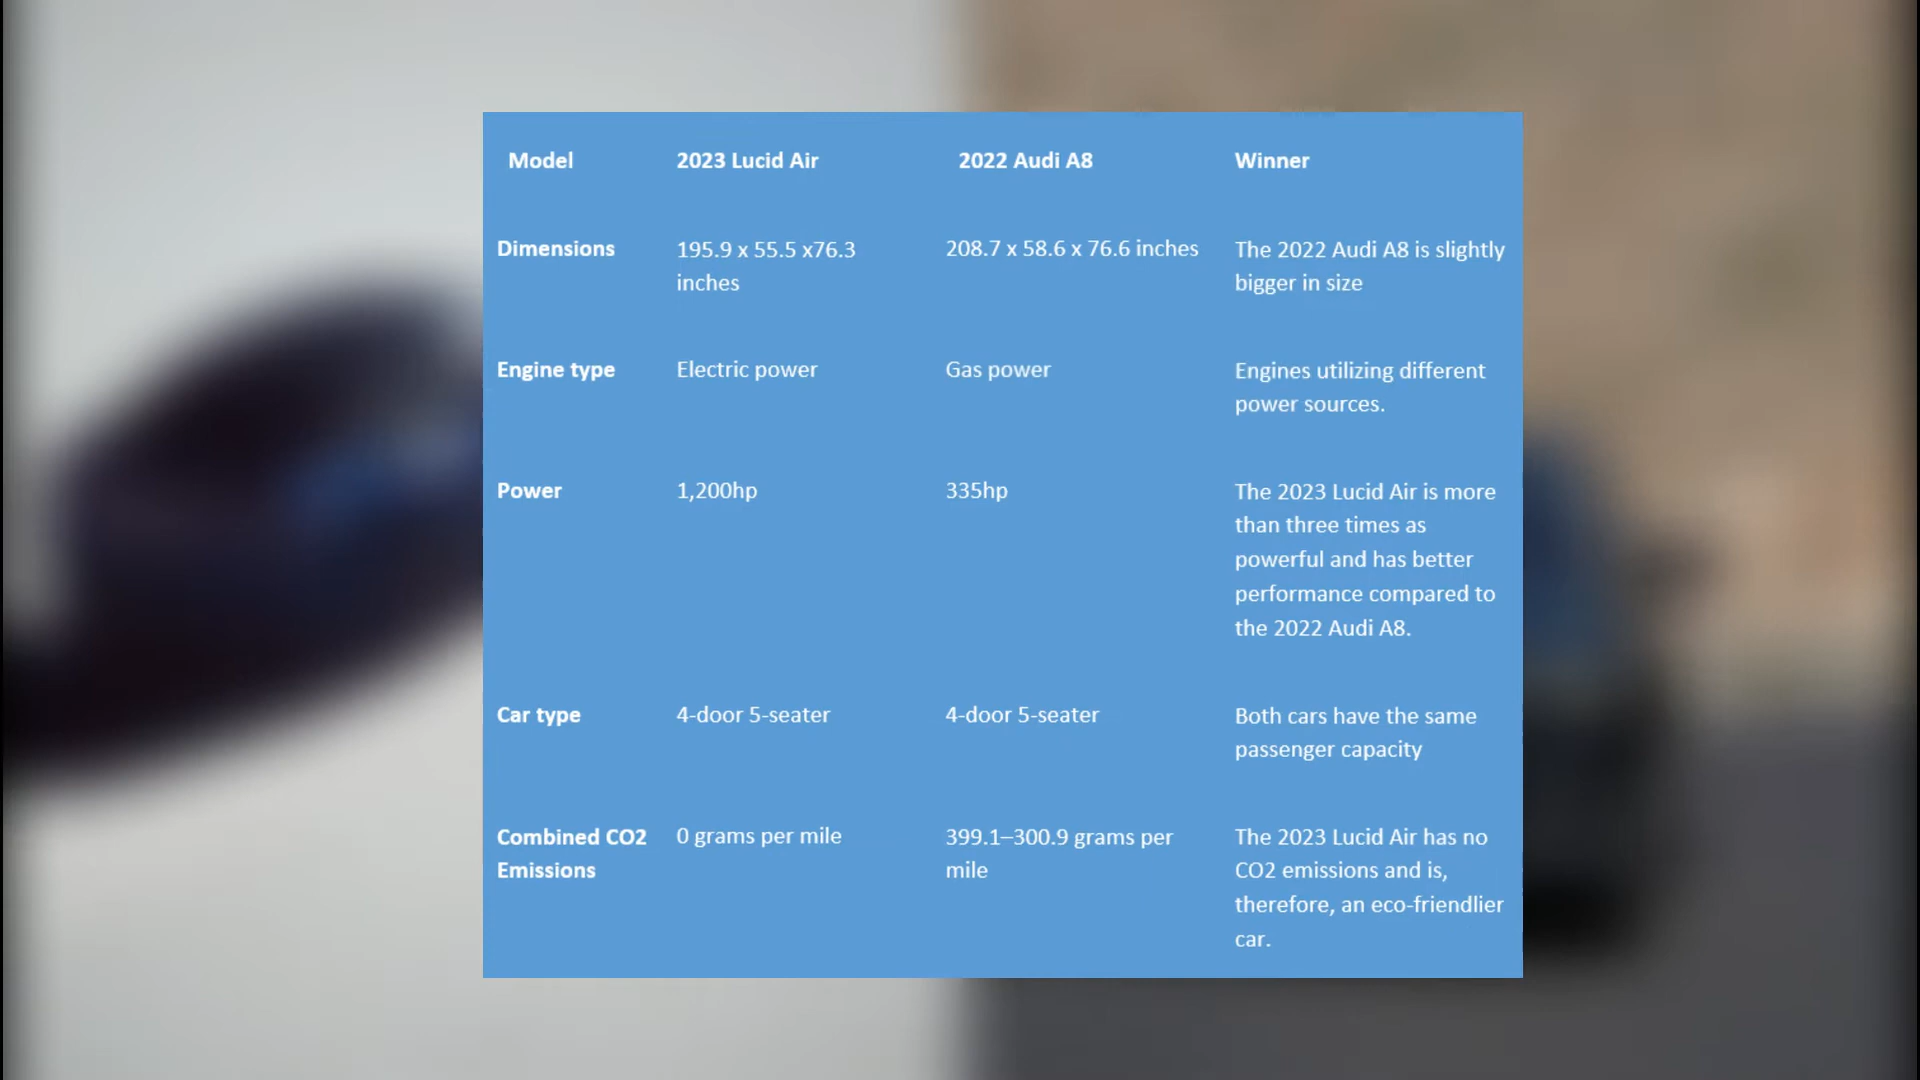 Model 2023 Lucid Air 2022 Audi A8 Winner
Dimensions 195.9 x 55.5 x76.3 208.7 x 58.6 x 76.6 inches The 2022 Audi A8 is slightly
inches bigger in size
Engine type Electric power Gas power Engines utilizing different
power sources.
Power 1,200hp 335hp The 2023 Lucid Air is more
than three times as
powerful and has better
performance compared to
the 2022 Audi A8.
Car type 4-door 5-seater 4-door 5-seater Both cars have the same
passenger capacity
Combined CO2 0 grams per mile 399.1–300.9 grams per The 2023 Lucid Air has no
Emissions mile CO2 emissions and is,
therefore, an eco-friendlier
car.